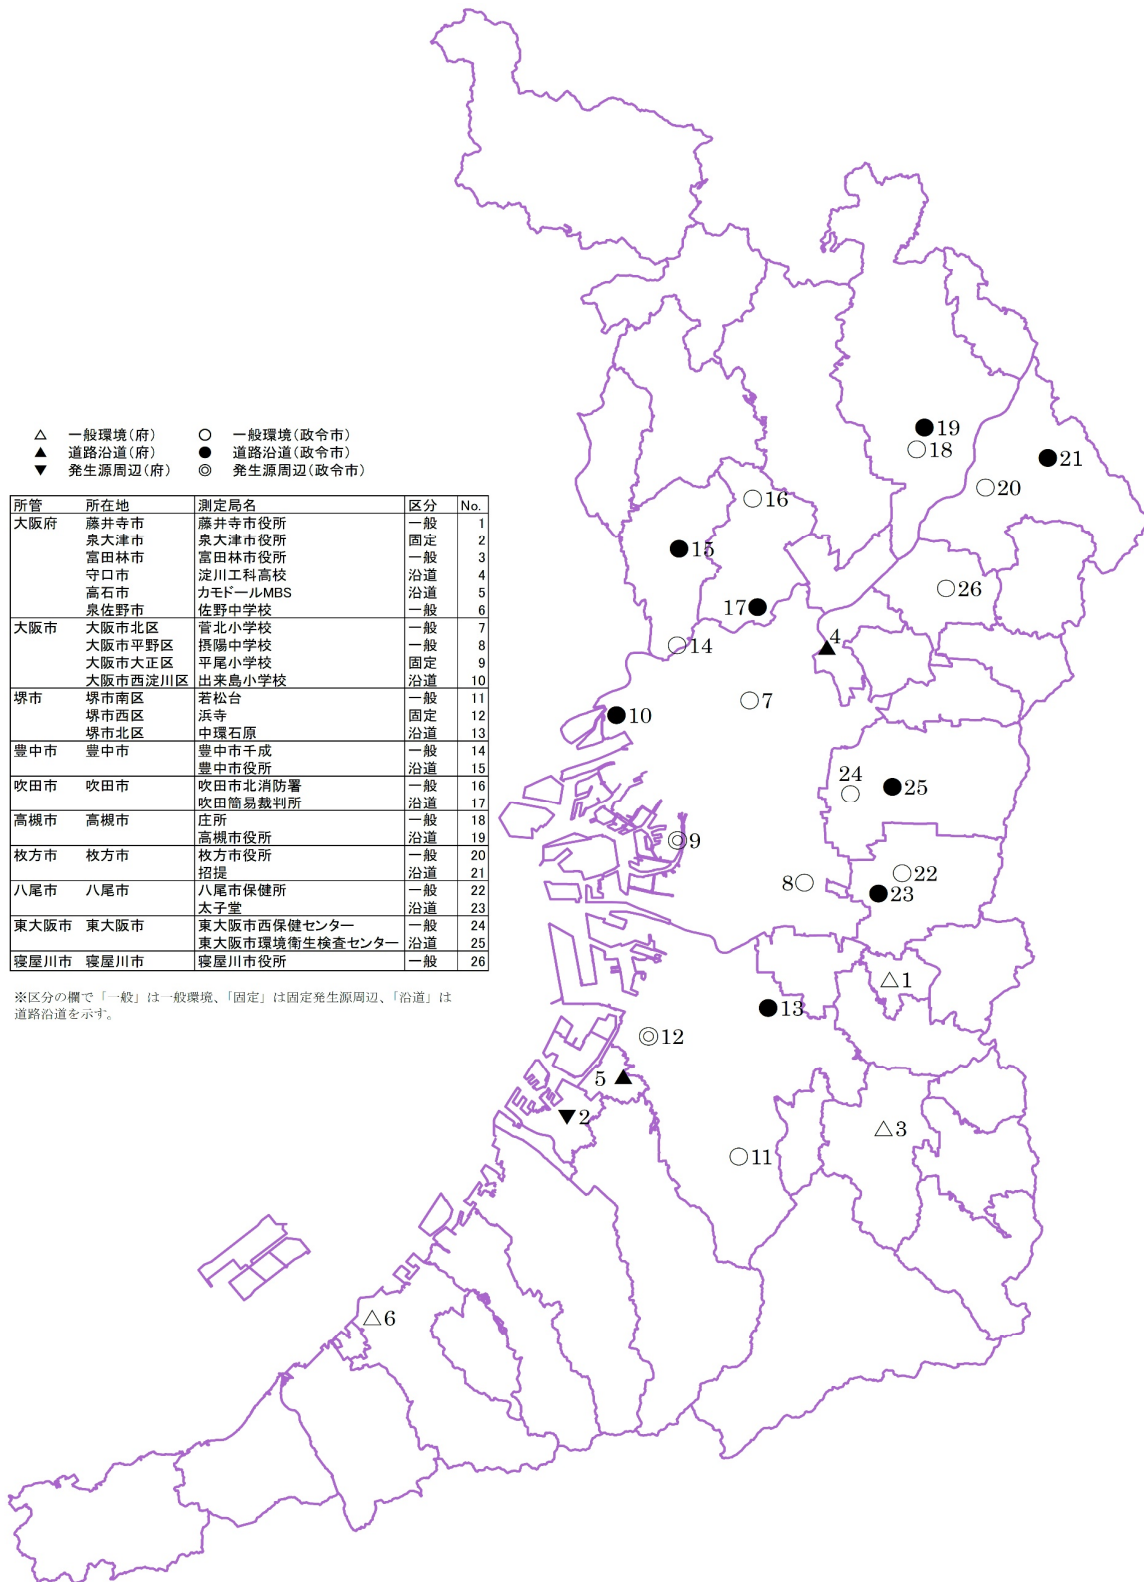 △ 一般環境(府) ○ 一般環境(政令市)
▲ 道路沿道(府) ● 道路沿道(政令市)
▼ 発生源周辺(府) ◎ 発生源周辺(政令市)
所管 所在地 測定局名 区分 No.
大阪府 藤井寺市 藤井寺市役所 一般 1
泉大津市 泉大津市役所 固定 2
富田林市 富田林市役所 一般 3
守口市 淀川工科高校 沿道 4
高石市 カモドールMBS 沿道 5
泉佐野市 佐野中学校 一般 6
大阪市 大阪市北区 菅北小学校 一般 7
大阪市平野区 摂陽中学校 一般 8
大阪市大正区 平尾小学校 固定 9
大阪市西淀川区 出来島小学校 沿道 10
堺市 堺市南区 若松台 一般 11
堺市西区 浜寺 固定 12
堺市北区 中環石原 沿道 13
豊中市 豊中市 豊中市千成 一般 14
豊中市役所 沿道 15
吹田市 吹田市 吹田市北消防署 一般 16
吹田簡易裁判所 沿道 17
高槻市 高槻市 庄所 一般 18
高槻市役所 沿道 19
枚方市 枚方市 枚方市役所 一般 20
招提 沿道 21
八尾市 八尾市 八尾市保健所 一般 22
太子堂 沿道 23
東大阪市 東大阪市 東大阪市西保健センター 一般 24
東大阪市環境衛生検査センター 沿道 25
寝屋川市 寝屋川市 寝屋川市役所 一般 26
※区分の欄で「一般」は一般環境、「固定」は固定発生源周辺、「沿道」は
道路沿道を示す。
19
18
21
20
16
15
26
17
4
14
7
10
24
25
9
22
8
23
1
13
12
5
2
3
11
6